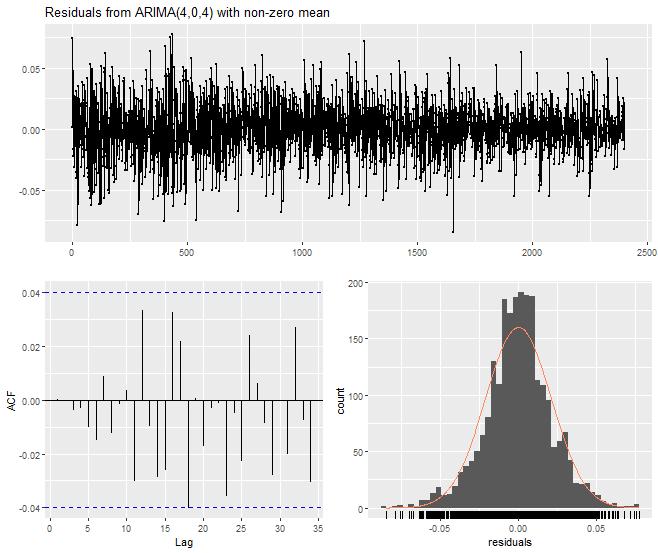 Residuals from ARIMA(4,0,4) with non-zero mean
0.05
0.00
-0.05
0 500 1000 1500 2000 2500
0.04
0.02
0.00
-0.02
-0.04
ACF
0 5 10 15 20 25 30 35
Lag
200
150
100
50
0
count
-0.05 0.00 0.05
residuals